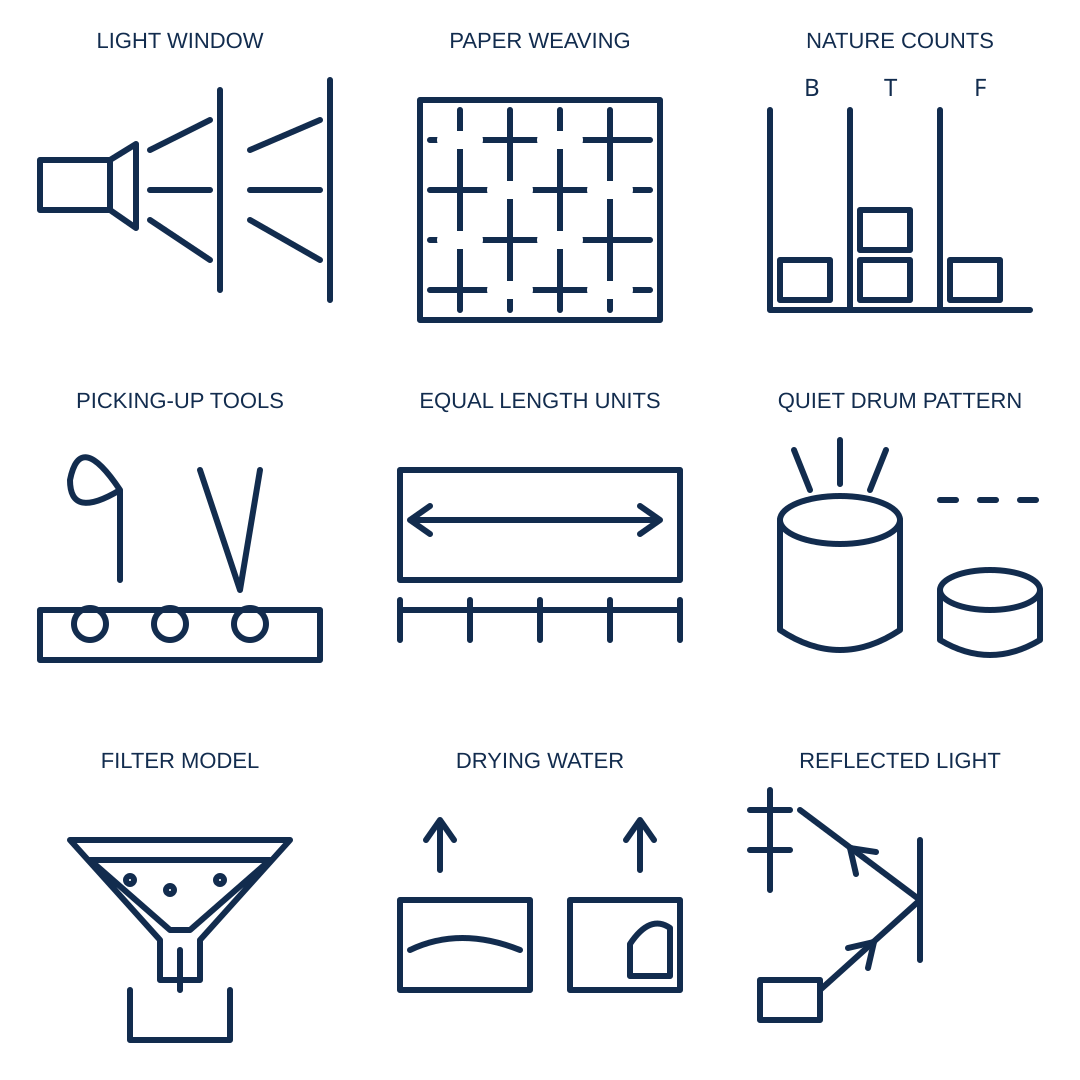 LIGHT WINDOW
PAPER WEAVING
NATURE COUNTS
B T F
PICKING-UP TOOLS
EQUAL LENGTH UNITS
QUIET DRUM PATTERN
FILTER MODEL
DRYING WATER
REFLECTED LIGHT